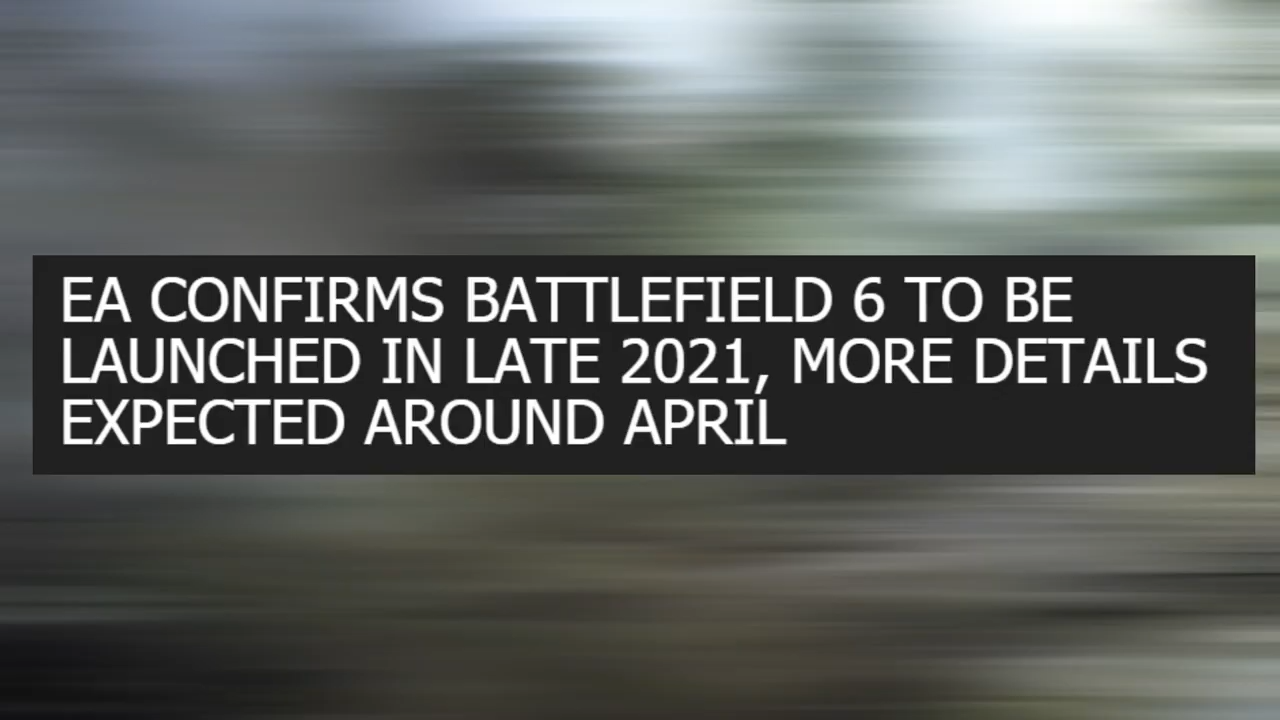 EA CONFIRMS BATTLEFIELD 6 TO BE
LAUNCHED IN LATE 2021, MORE DETAILS
EXPECTED AROUND APRIL